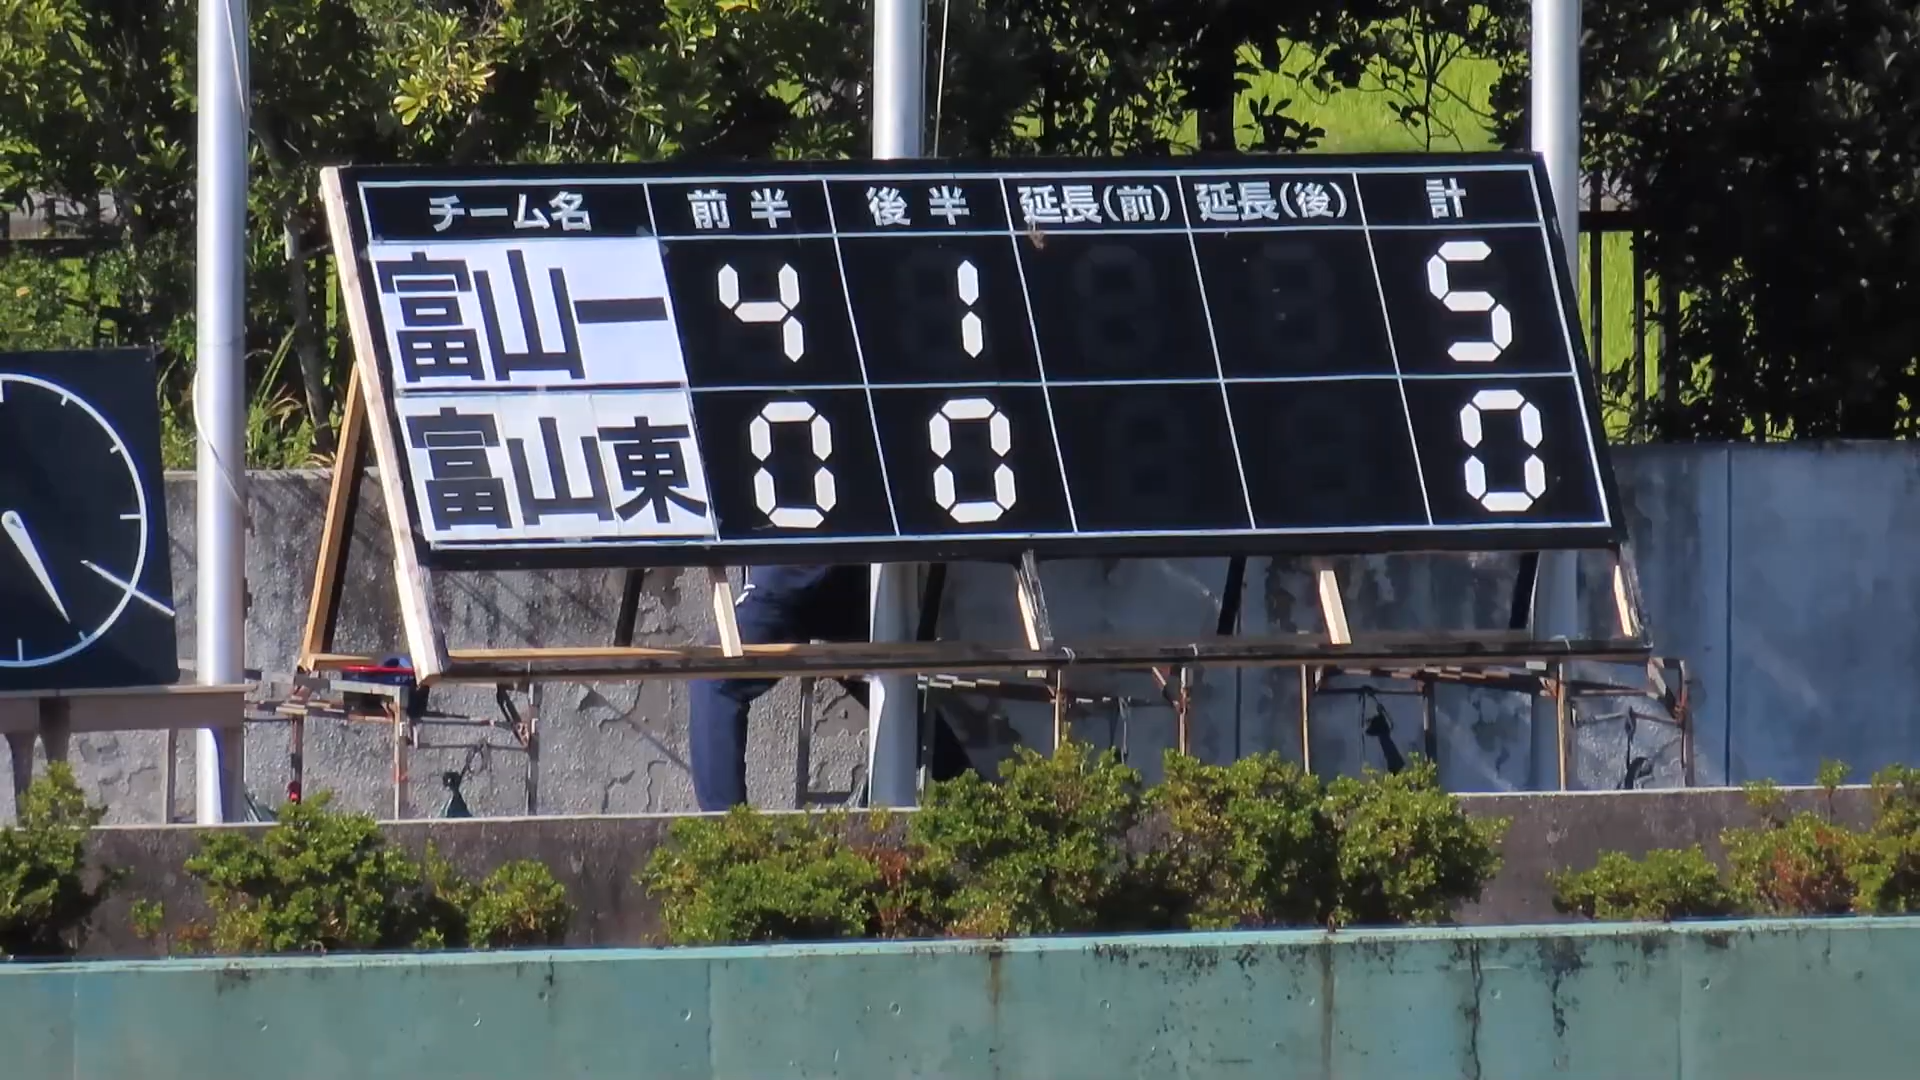 チーム名 前半 後半 延長(前) 延長(後) 計
富山一 4 1 5
富山東 0 0 0